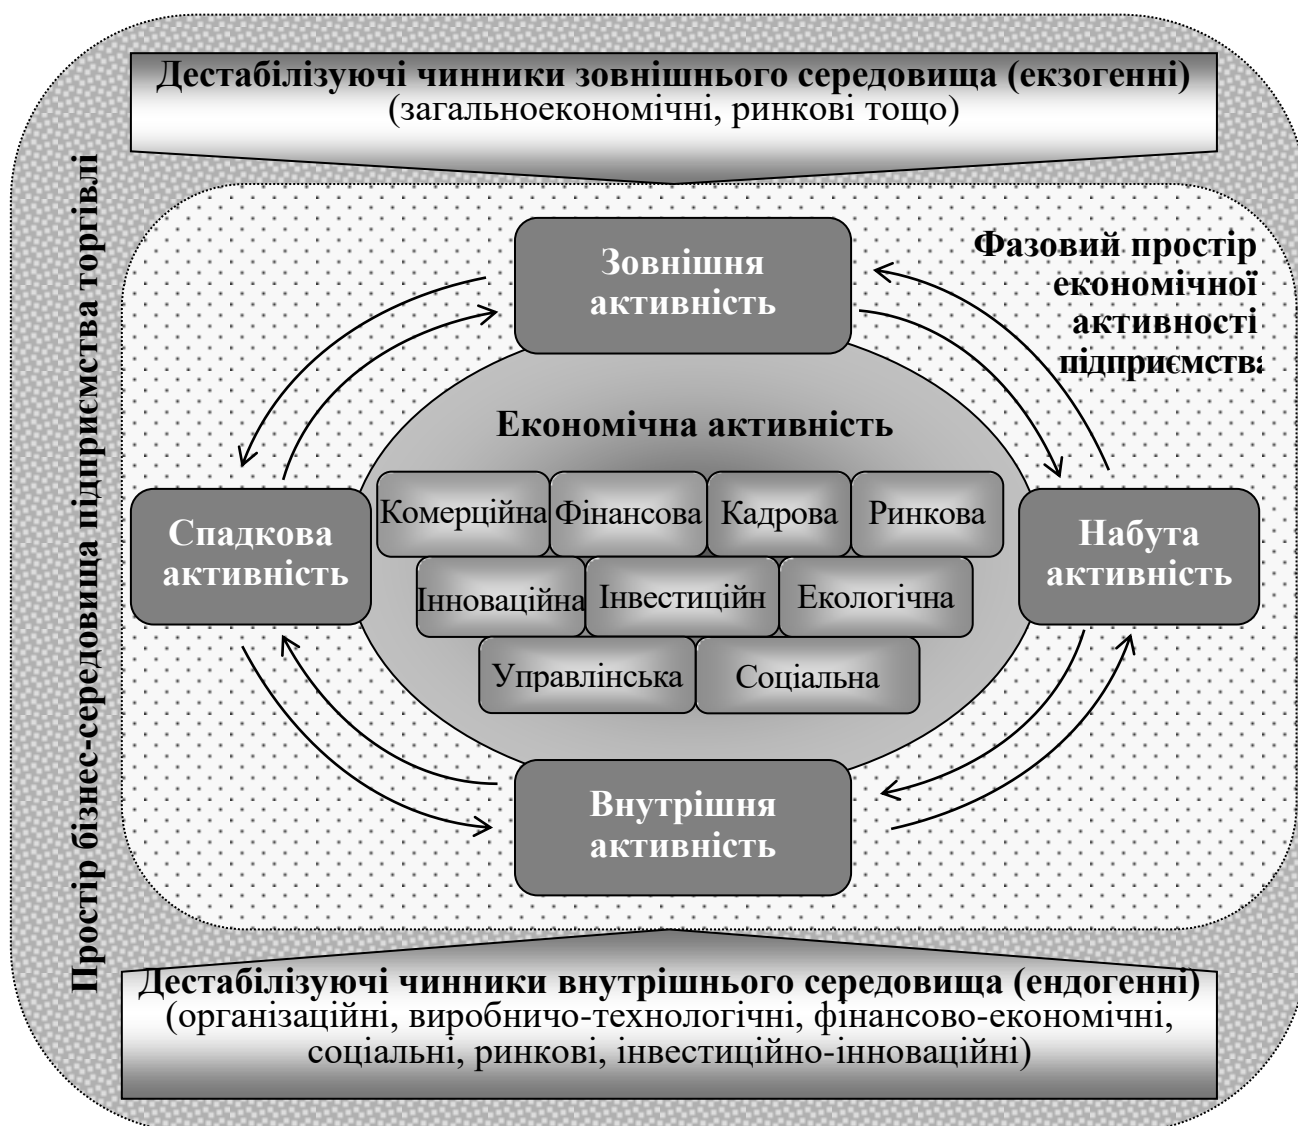 Дестабілізуючі чинники зовнішнього середовища (екзогенні)
(загальноекономічні, ринкові тощо)
Простір бізнес-середовища підприємства торгівлі
Фазовий простір
економічної
активності
підприємства
Зовнішня
активність
Економічна активність
Комерційна Фінансова Кадрова Ринкова
Інноваційна Інвестиційн Екологічна
Управлінська Соціальна
Спадкова
активність
Набута
активність
Внутрішня
активність
Дестабілізуючі чинники внутрішнього середовища (ендогенні)
(організаційні, виробничо-технологічні, фінансово-економічні,
соціальні, ринкові, інвестиційно-інноваційні)